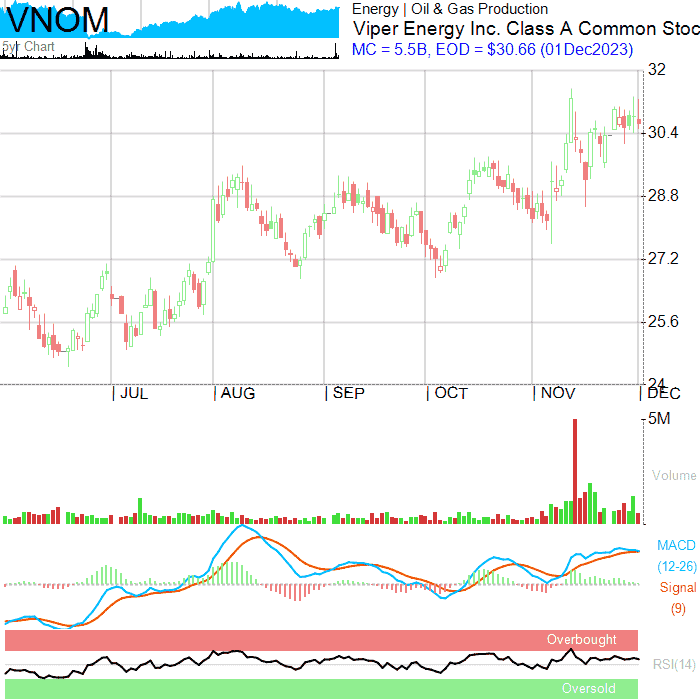 VNOM
5yr Chart
Energy | Oil & Gas Production
Viper Energy Inc. Class A Common Stoc
MC = 5.5B, EOD = $30.66 (01Dec2023)
32
30.4
28.8
27.2
25.6
24
| JUL | AUG | SEP | OCT | NOV | DEC
5M
Volume
MACD
(12-26)
Signal
(9)
Overbought
RSI(14)
Oversold